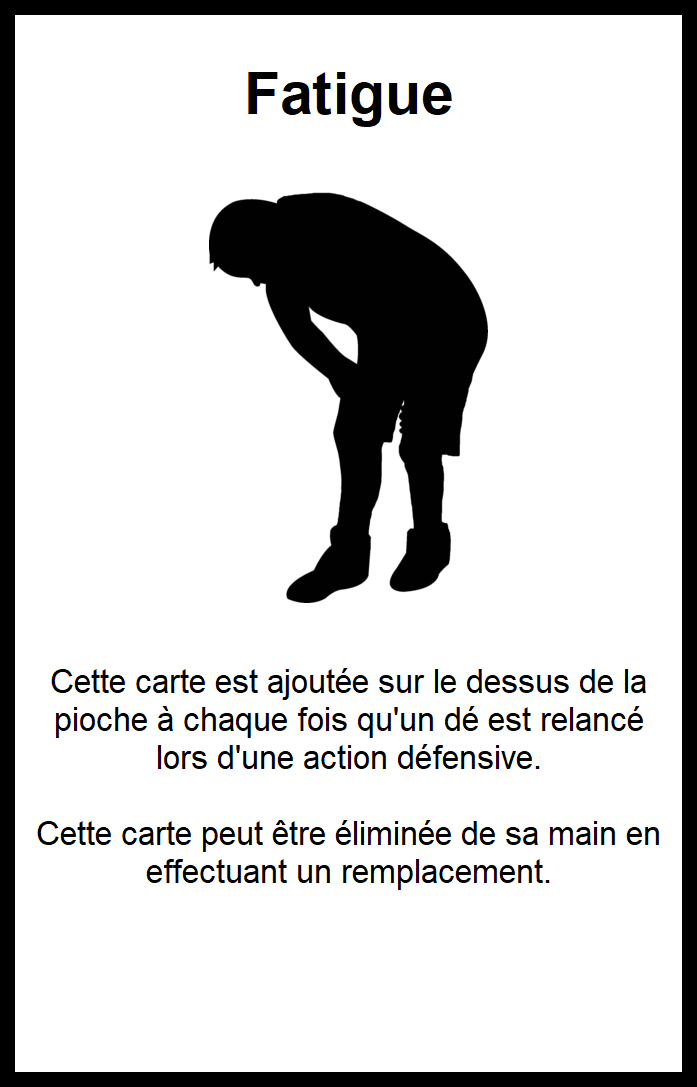 Fatigue
Cette carte est ajoutée sur le dessus de la
pioche à chaque fois qu'un dé est relancé
lors d'une action défensive.
Cette carte peut être éliminée de sa main en
effectuant un remplacement.